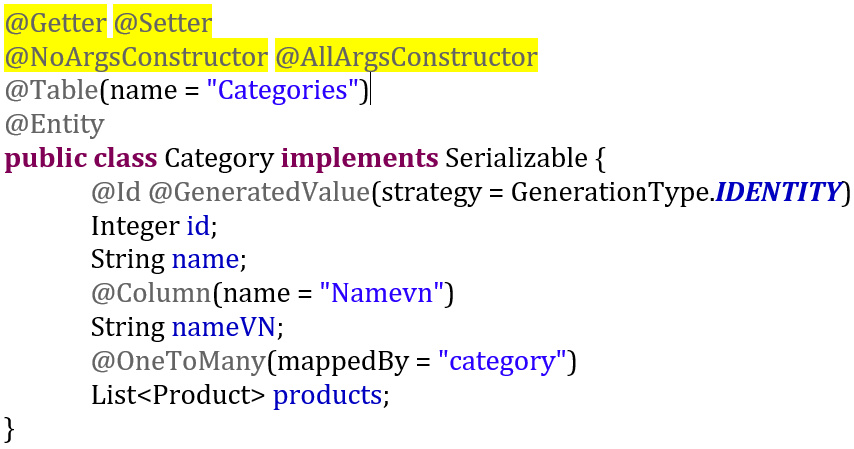 @Getter @Setter
@NoArgsConstructor @AllArgsConstructor
@Table(name = "Categories")
@Entity
public class Category implements Serializable {
@Id @GeneratedValue(strategy = GenerationType.IDENTITY)
Integer id;
String name;
@Column(name = "Namevn")
String nameVN;
@OneToMany(mappedBy = "category")
List<Product> products;
}